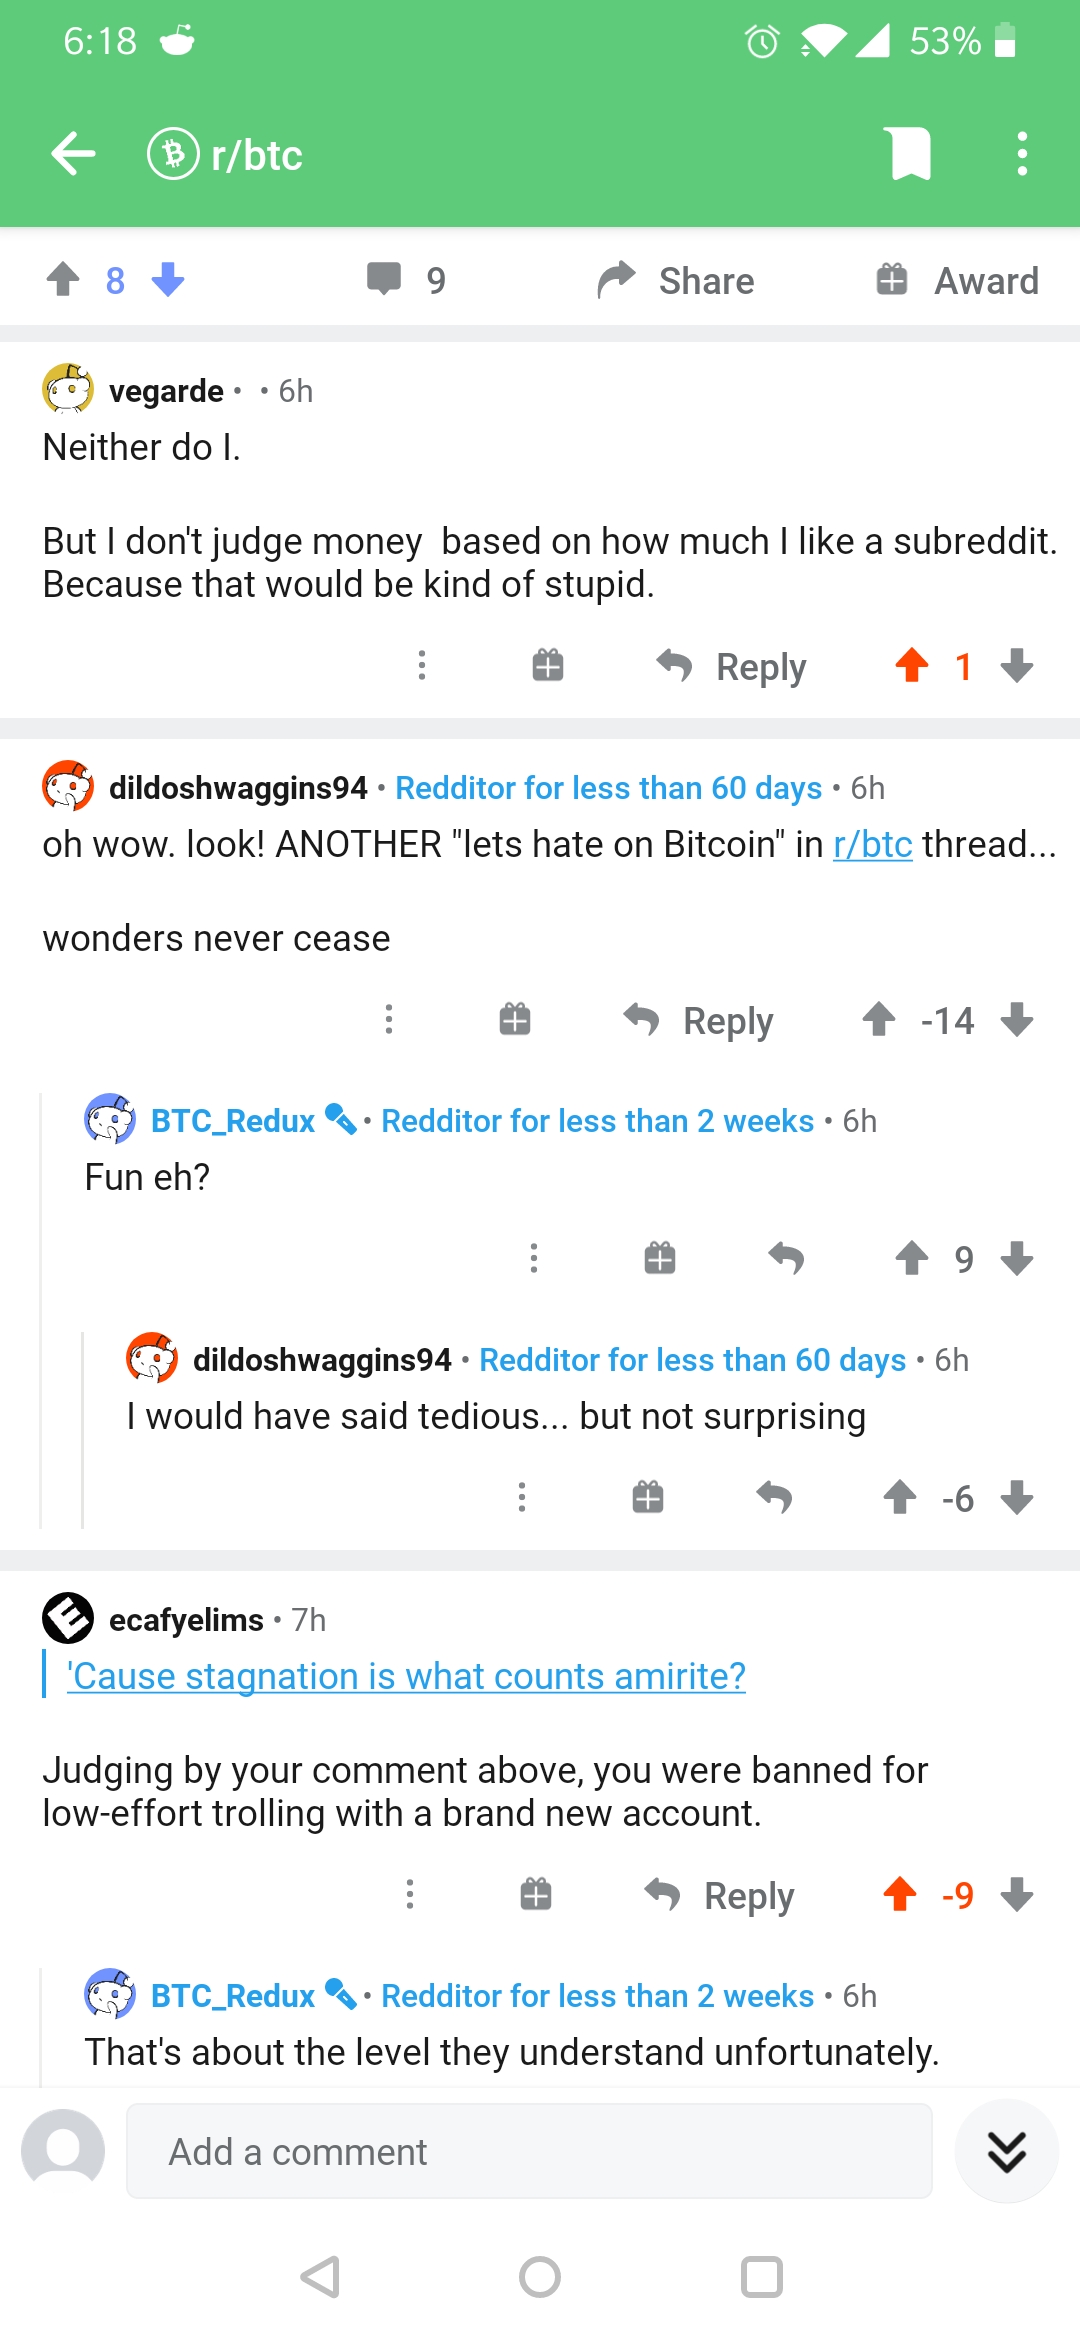 6:18 53%
r/btc
8 9 Share Award
vegarde • • 6h
Neither do I.
But I don't judge money  based on how much I like a subreddit.
Because that would be kind of stupid.
Reply 1
dildoshwaggins94 • Redditor for less than 60 days • 6h
oh wow. look! ANOTHER "lets hate on Bitcoin" in r/btc thread...
wonders never cease
Reply -14
BTC_Redux • Redditor for less than 2 weeks • 6h
Fun eh?
9
dildoshwaggins94 • Redditor for less than 60 days • 6h
I would have said tedious... but not surprising
-6
ecafyelims • 7h
'Cause stagnation is what counts amirite?
Judging by your comment above, you were banned for
low-effort trolling with a brand new account.
Reply -9
BTC_Redux • Redditor for less than 2 weeks • 6h
That's about the level they understand unfortunately.
Add a comment